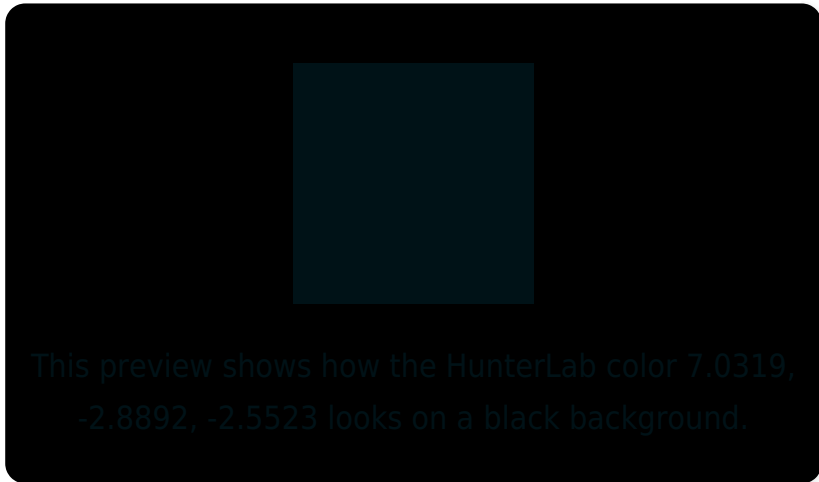 This preview shows how the HunterLab color 7.0319,
-2.8892, -2.5523 looks on a black background.